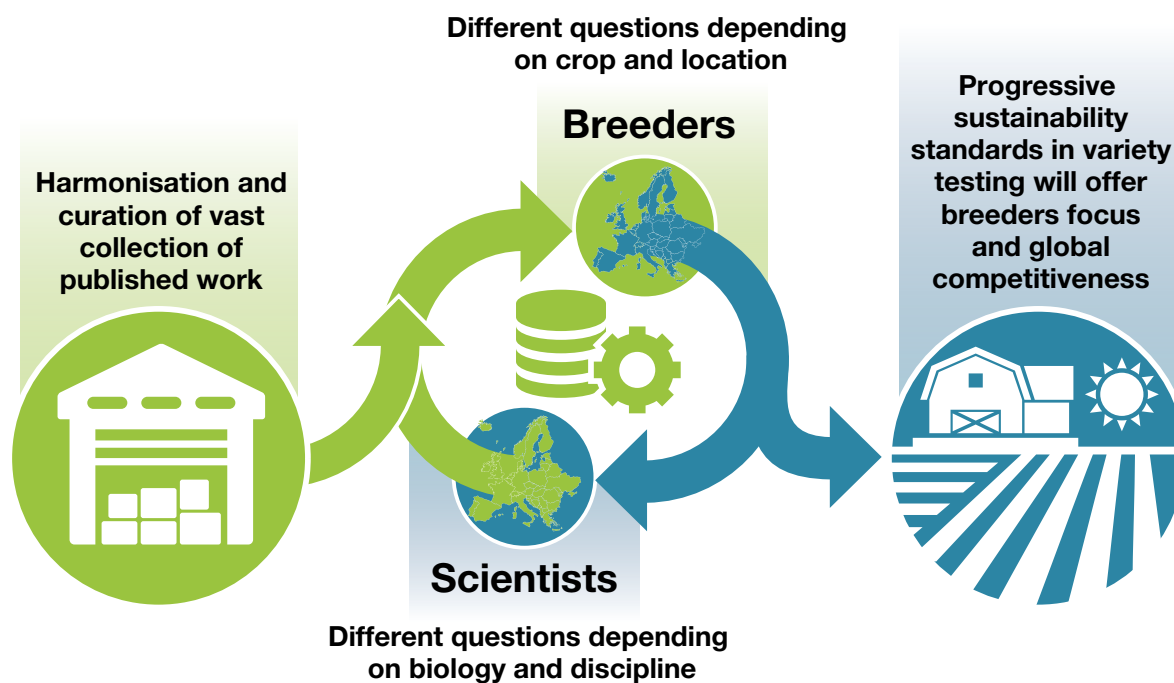 Harmonisation and
curation of vast
collection of
published work
Different questions depending
on crop and location
Breeders
Scientists
Different questions depending
on biology and discipline
Progressive
sustainability
standards in variety
testing will offer
breeders focus
and global
competitiveness